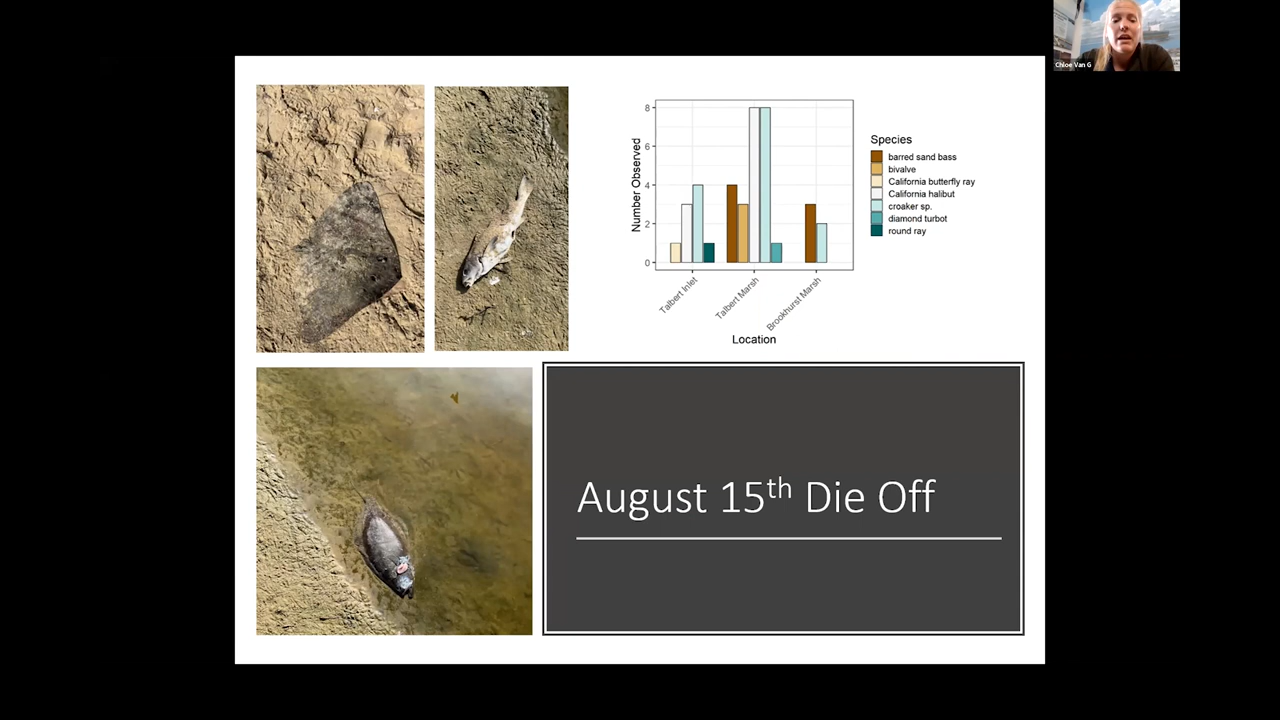 Chloe Van G
8
6
4
2
0
Number Observed
Talbert Inlet
Talbert Marsh
Brookhurst Marsh
Location
Species
barred sand bass
bivalve
California butterfly ray
California halibut
croaker sp.
diamond turbot
round ray
August 15th Die Off